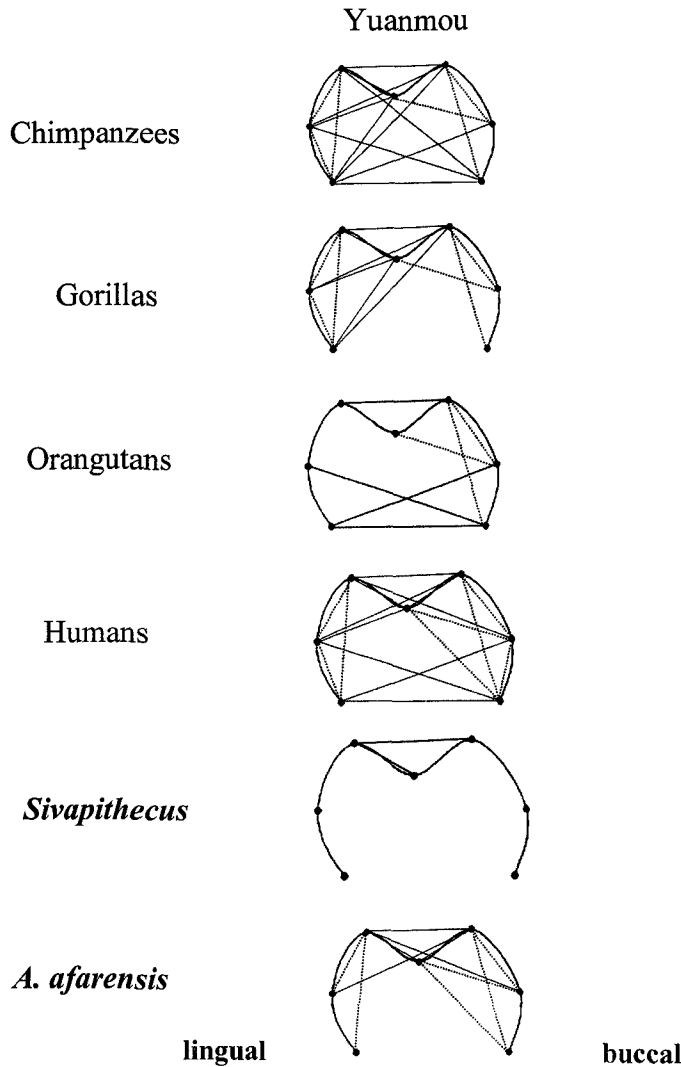 Yuanmou
Chimpanzees
Gorillas
Orangutans
Humans
Sivapithecus
A. afarensis
lingual
buccal